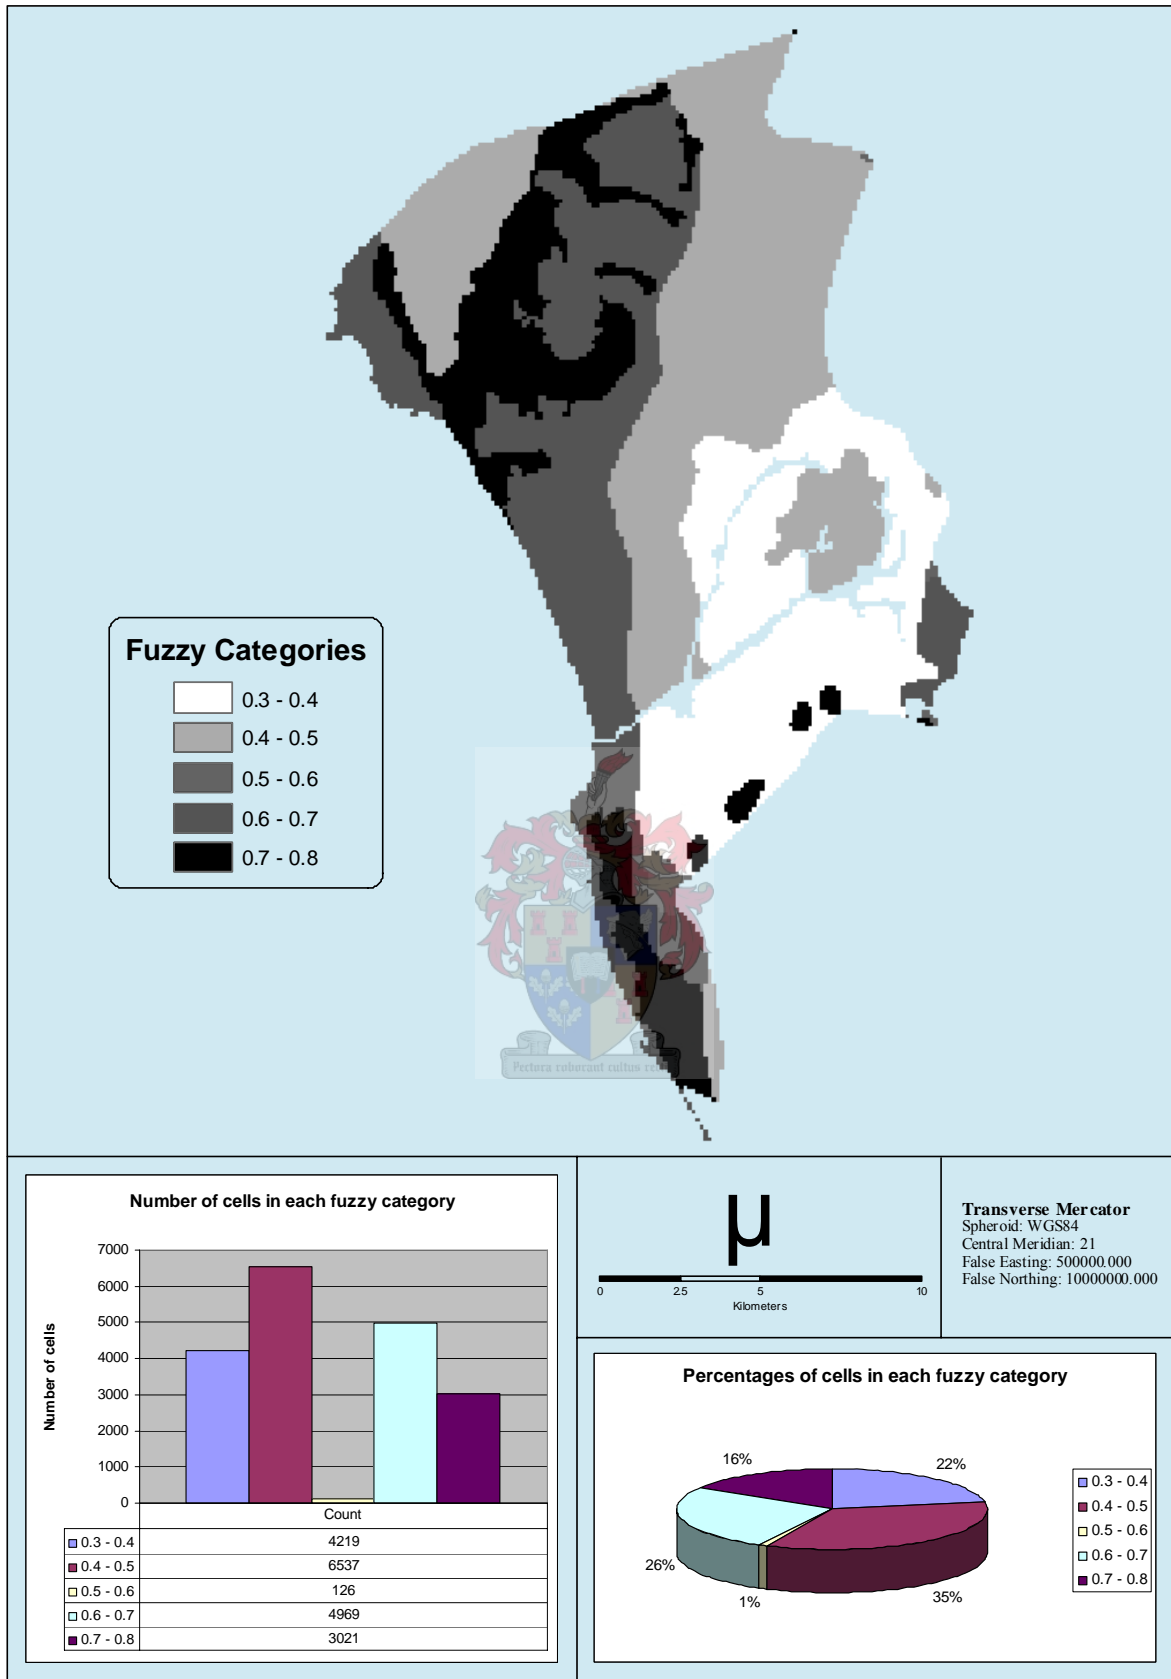 Fuzzy Categories
0.3 - 0.4
0.4 - 0.5
0.5 - 0.6
0.6 - 0.7
0.7 - 0.8
Pectora roborant cultus
Number of cells in each fuzzy category
Number of cells
7000
6000
5000
4000
3000
2000
1000
0
Count
0.3 - 0.4 4219
0.4 - 0.5 6537
0.5 - 0.6 126
0.6 - 0.7 4969
0.7 - 0.8 3021
µ
0 2.5 5 10
Kilometers
Transverse Mercator
Spheroid: WGS84
Central Meridian: 21
False Easting: 500000.000
False Northing: 10000000.000
Percentages of cells in each fuzzy category
16%
22%
26%
1%
35%
0.3 - 0.4
0.4 - 0.5
0.5 - 0.6
0.6 - 0.7
0.7 - 0.8